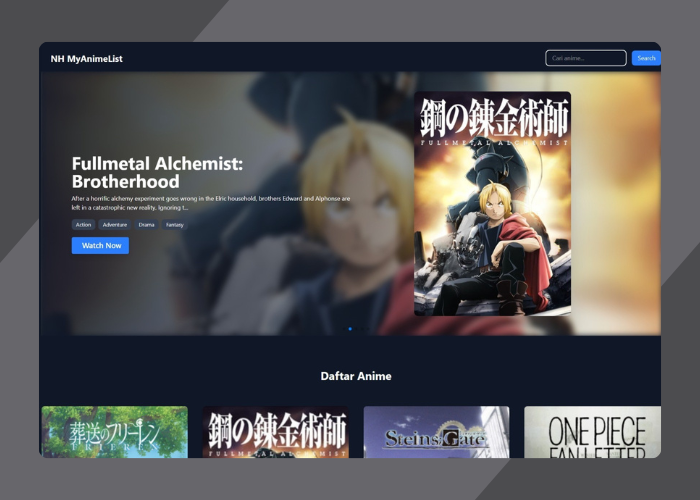 NH MyAnimeList
Cari anime...
Search
Fullmetal Alchemist:
Brotherhood
After a horrific alchemy experiment goes wrong in the Elric household, brothers Edward and Alphonse are
left in a catastrophic new reality. Ignoring t...
Action
Adventure
Drama
Fantasy
Watch Now
鋼の錬金術師
FULLMETAL ALCHEMIST
Daftar Anime
葬送のフリーレン
FRIEREN
鋼の錬金術師
FULLMETAL ALCHEMIST
Steins;Gate
ONE PIECE
FAN LETTER